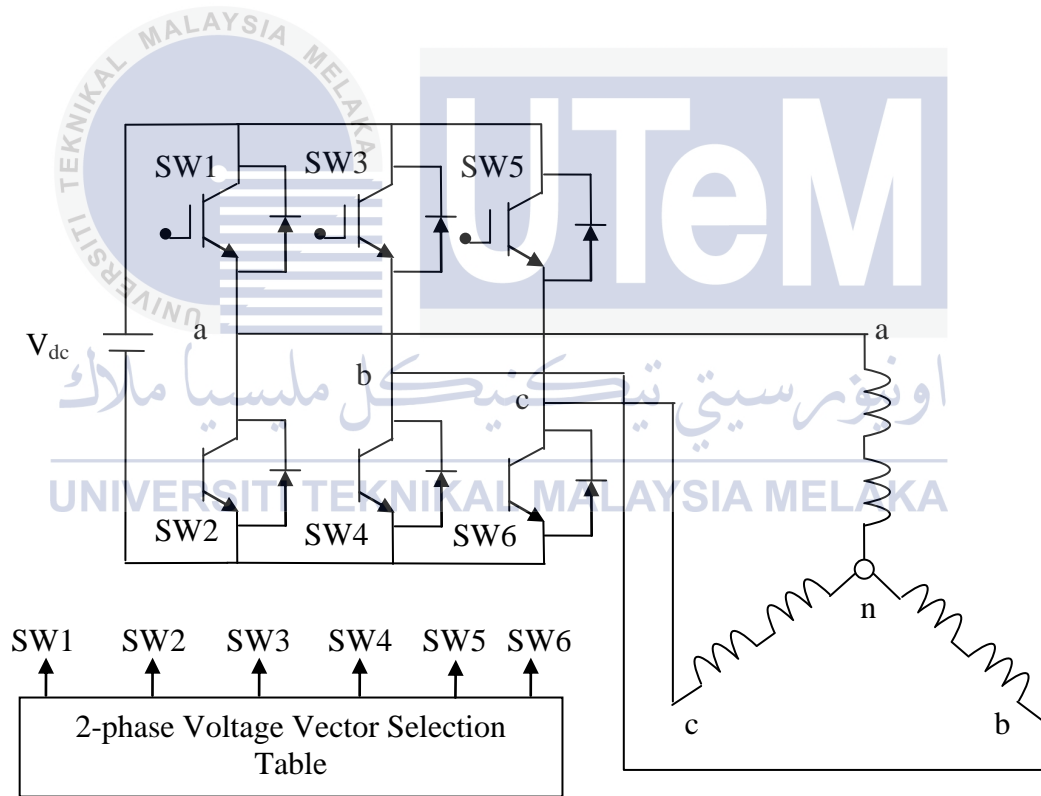 UNIVERSITI TEKNIKAL MALAYSIA MELAKA
UTeM
SW1 SW3 SW5
a a
Vdc
b
c
اونيۏرسيتي تيكنيكل مليسيا ملاك
UNIVERSITI TEKNIKAL MALAYSIA MELAKA
SW2 SW4 SW6
n
SW1 SW2 SW3 SW4 SW5 SW6
c b
2-phase Voltage Vector Selection
Table